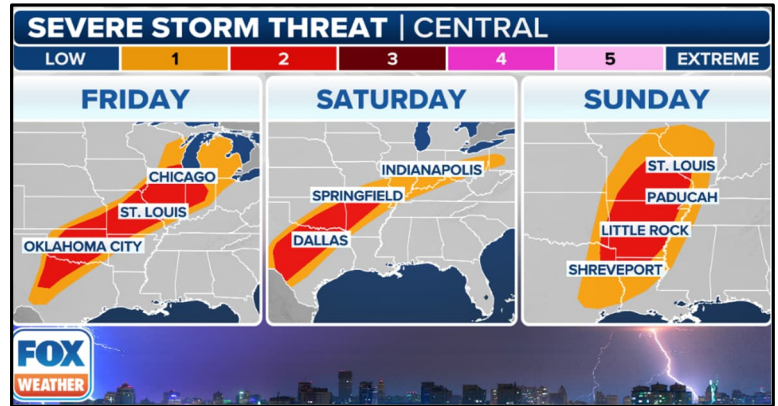 SEVERE STORM THREAT | CENTRAL
LOW 1 2 3 4 5 EXTREME
FRIDAY
CHICAGO
ST. LOUIS
OKLAHOMA CITY
SATURDAY
INDIANAPOLIS
SPRINGFIELD
DALLAS
SUNDAY
ST. LOUIS
PADUCAH
LITTLE ROCK
SHREVEPORT
FOX
WEATHER